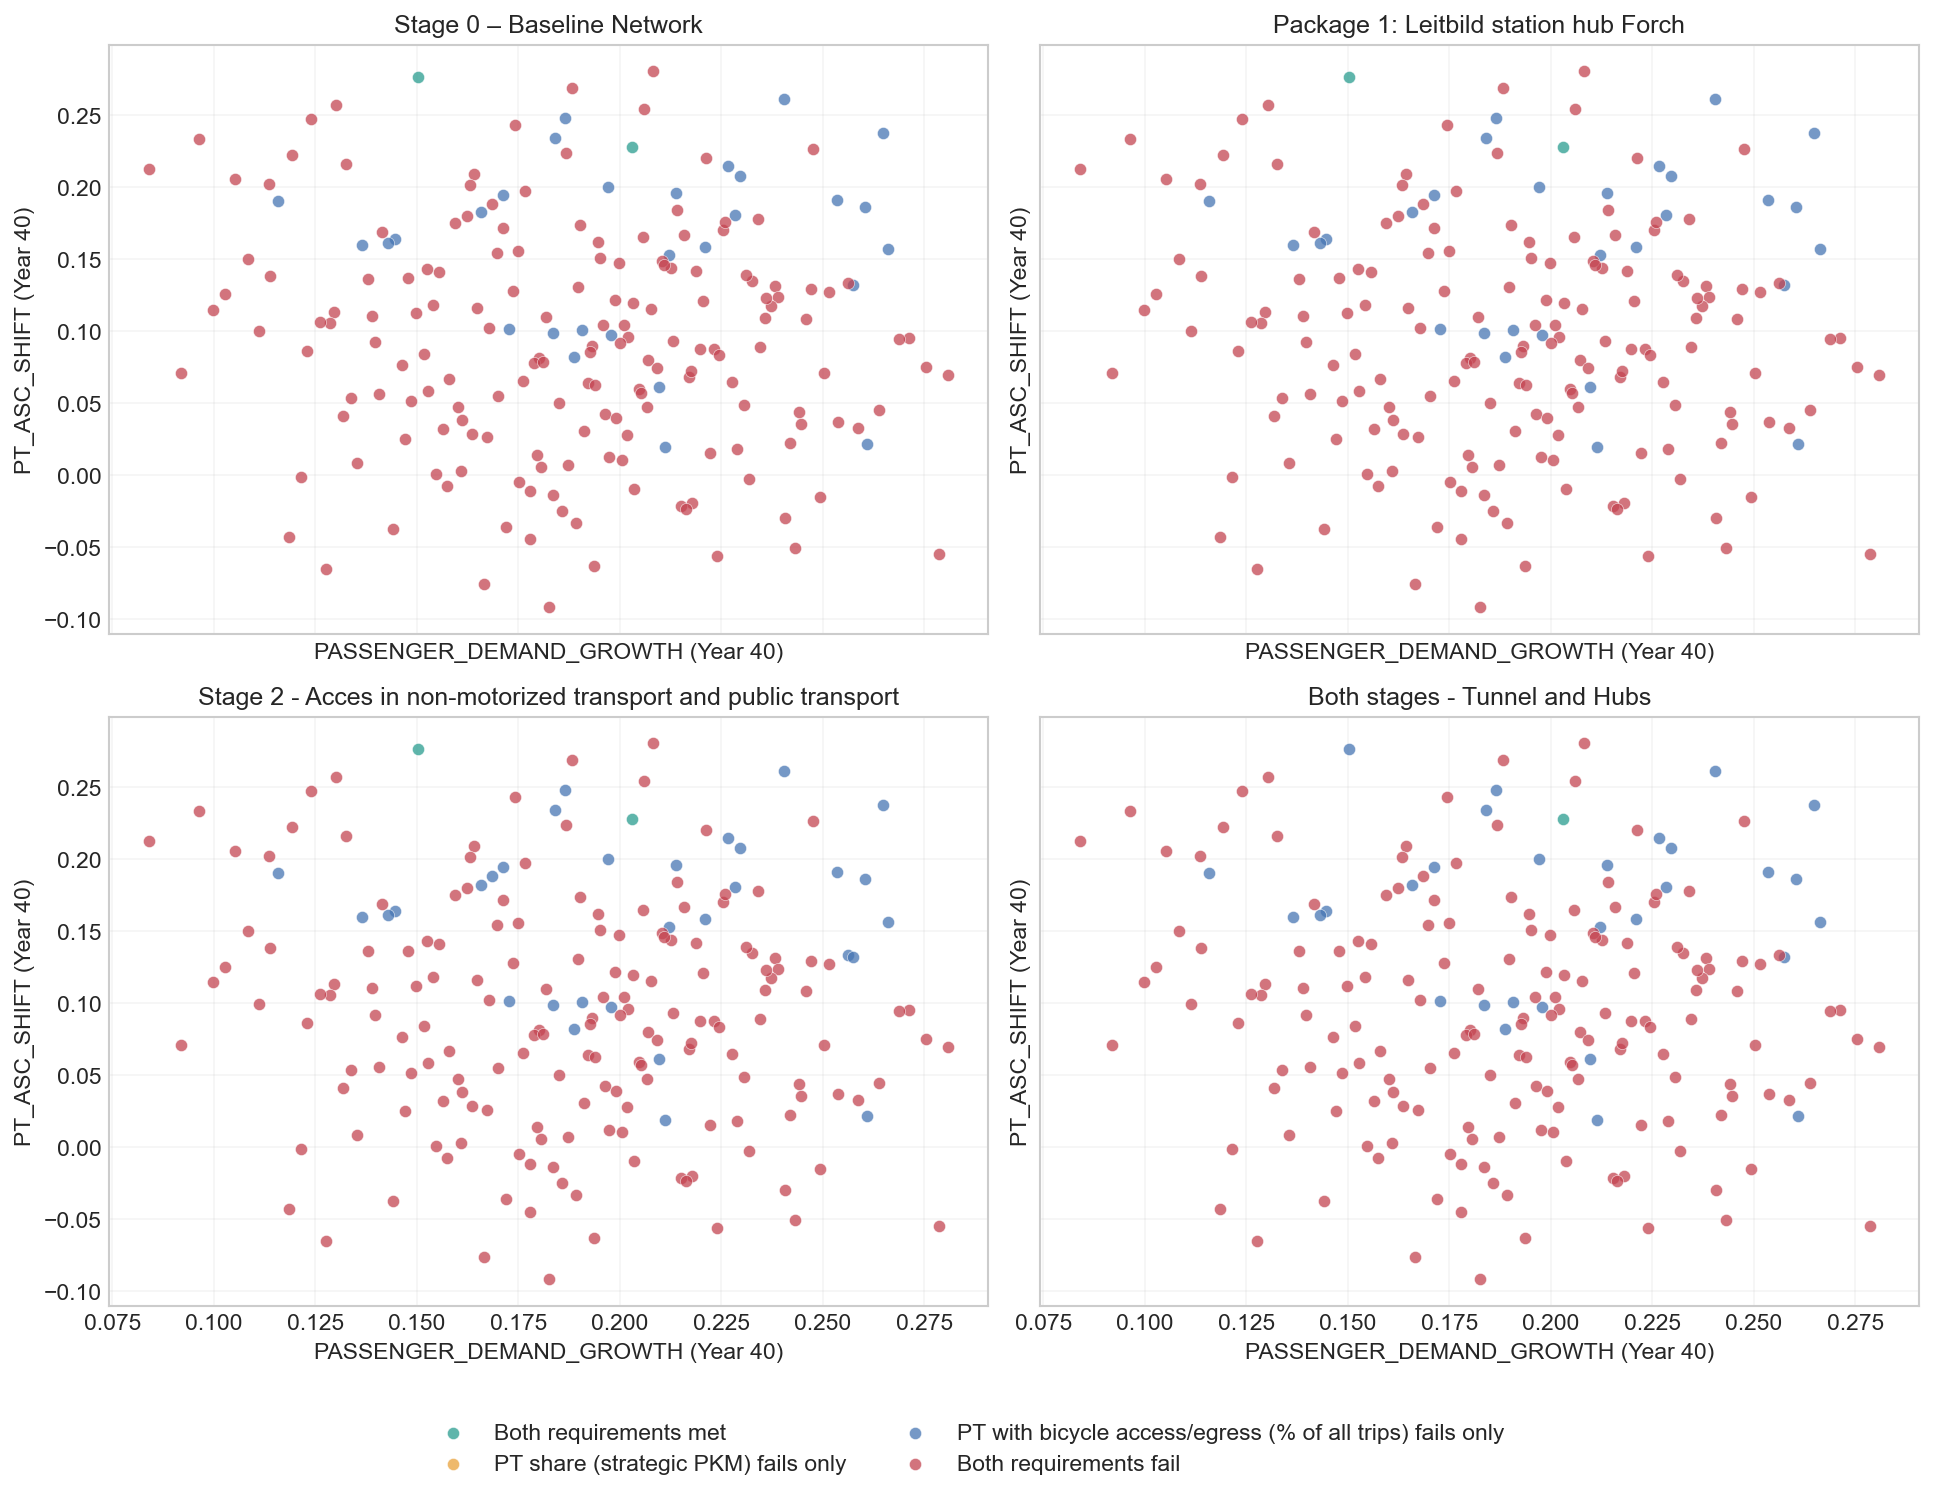 Stage 0 – Baseline Network
Package 1: Leitbild station hub Forch
PT_ASC_SHIFT (Year 40)
0.25
0.20
0.15
0.10
0.05
0.00
−0.05
−0.10
PASSENGER_DEMAND_GROWTH (Year 40)
PT_ASC_SHIFT (Year 40)
PASSENGER_DEMAND_GROWTH (Year 40)
Stage 2 - Acces in non-motorized transport and public transport
Both stages - Tunnel and Hubs
PT_ASC_SHIFT (Year 40)
0.25
0.20
0.15
0.10
0.05
0.00
−0.05
−0.10
0.075 0.100 0.125 0.150 0.175 0.200 0.225 0.250 0.275
PASSENGER_DEMAND_GROWTH (Year 40)
PT_ASC_SHIFT (Year 40)
0.075 0.100 0.125 0.150 0.175 0.200 0.225 0.250 0.275
PASSENGER_DEMAND_GROWTH (Year 40)
Both requirements met
PT share (strategic PKM) fails only
PT with bicycle access/egress (% of all trips) fails only
Both requirements fail